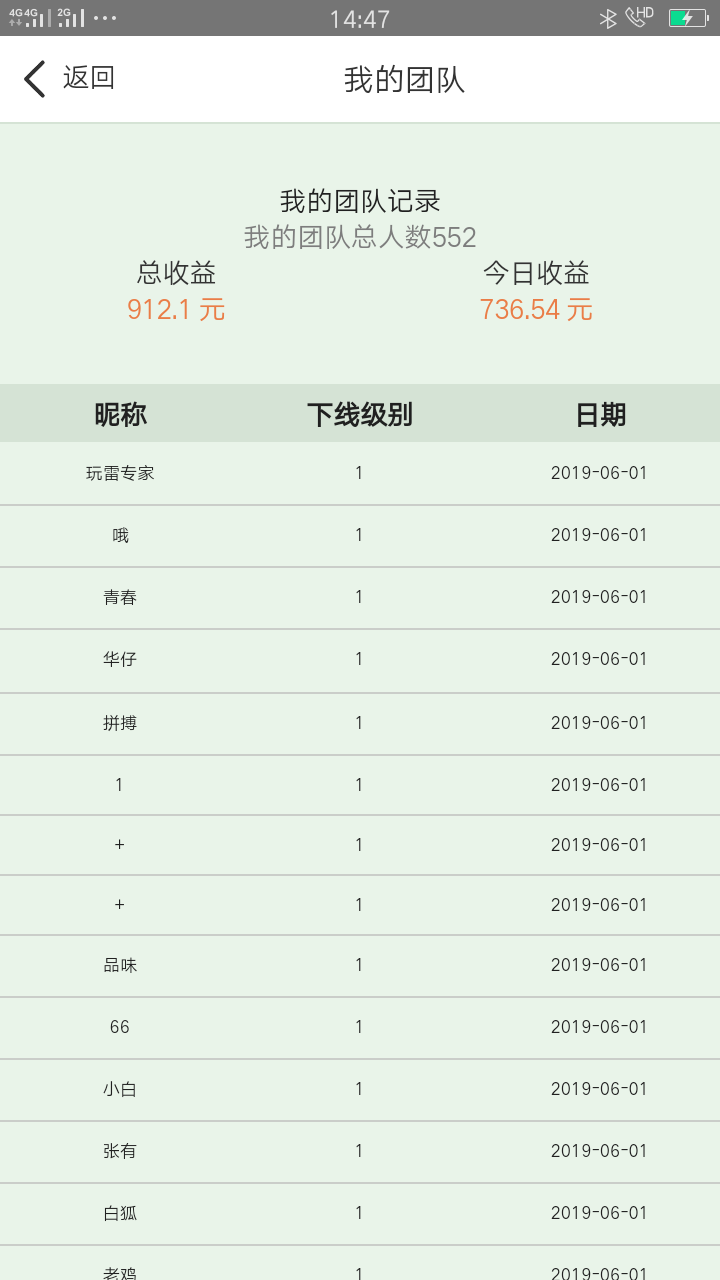 4G 4G 2G 14:47 HD
返回 我的团队
我的团队记录
我的团队总人数552
总收益 今日收益
912.1 元 736.54 元
昵称 下线级别 日期
玩雷专家 1 2019-06-01
哦 1 2019-06-01
青春 1 2019-06-01
华仔 1 2019-06-01
拼搏 1 2019-06-01
1 1 2019-06-01
+ 1 2019-06-01
+ 1 2019-06-01
品味 1 2019-06-01
66 1 2019-06-01
小白 1 2019-06-01
张有 1 2019-06-01
白狐 1 2019-06-01
老鸡 1 2019-06-01